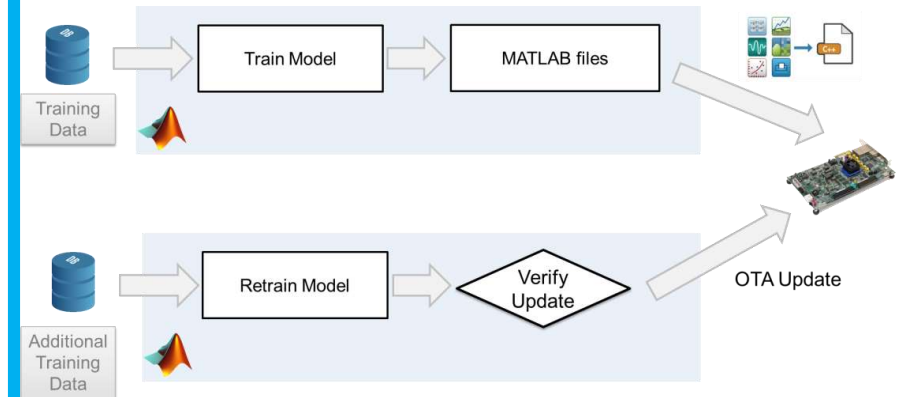 Train Model
MATLAB files
C++
Training
Data
Retrain Model
Verify
Update
OTA Update
Additional
Training
Data